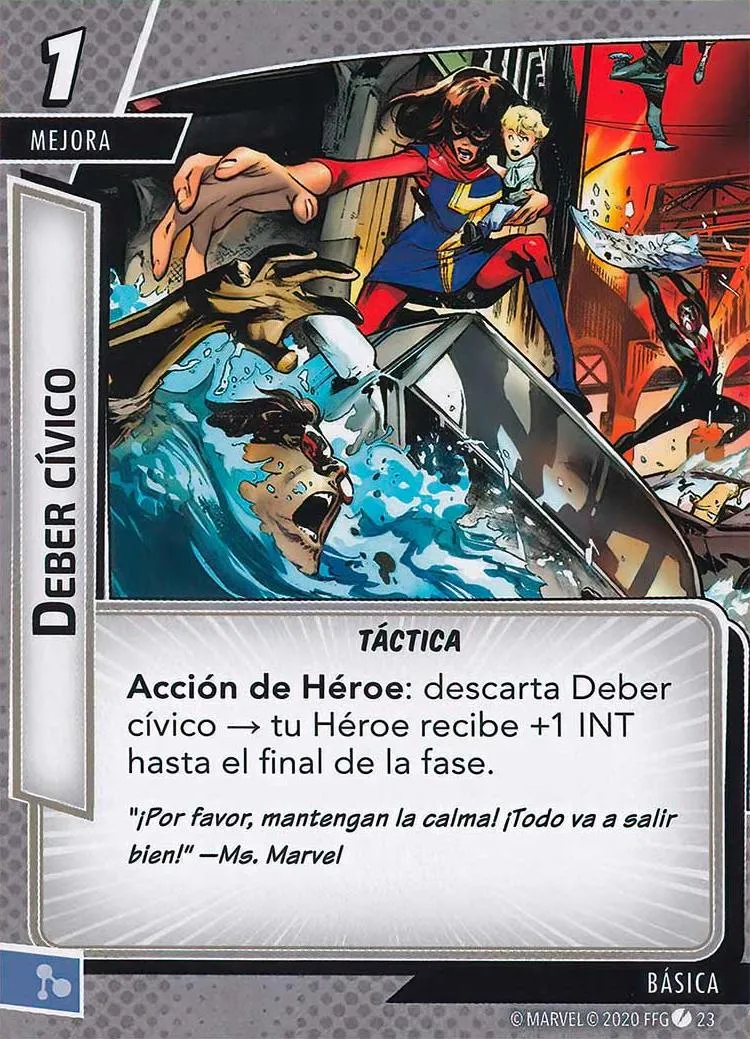 1
MEJORA
DEBER CÍVICO
TÁCTICA
Acción de Héroe: descarta Deber
cívico → tu Héroe recibe +1 INT
hasta el final de la fase.
"¡Por favor, mantengan la calma! ¡Todo va a salir
bien!" —Ms. Marvel
BÁSICA
© MARVEL © 2020 FFG 23